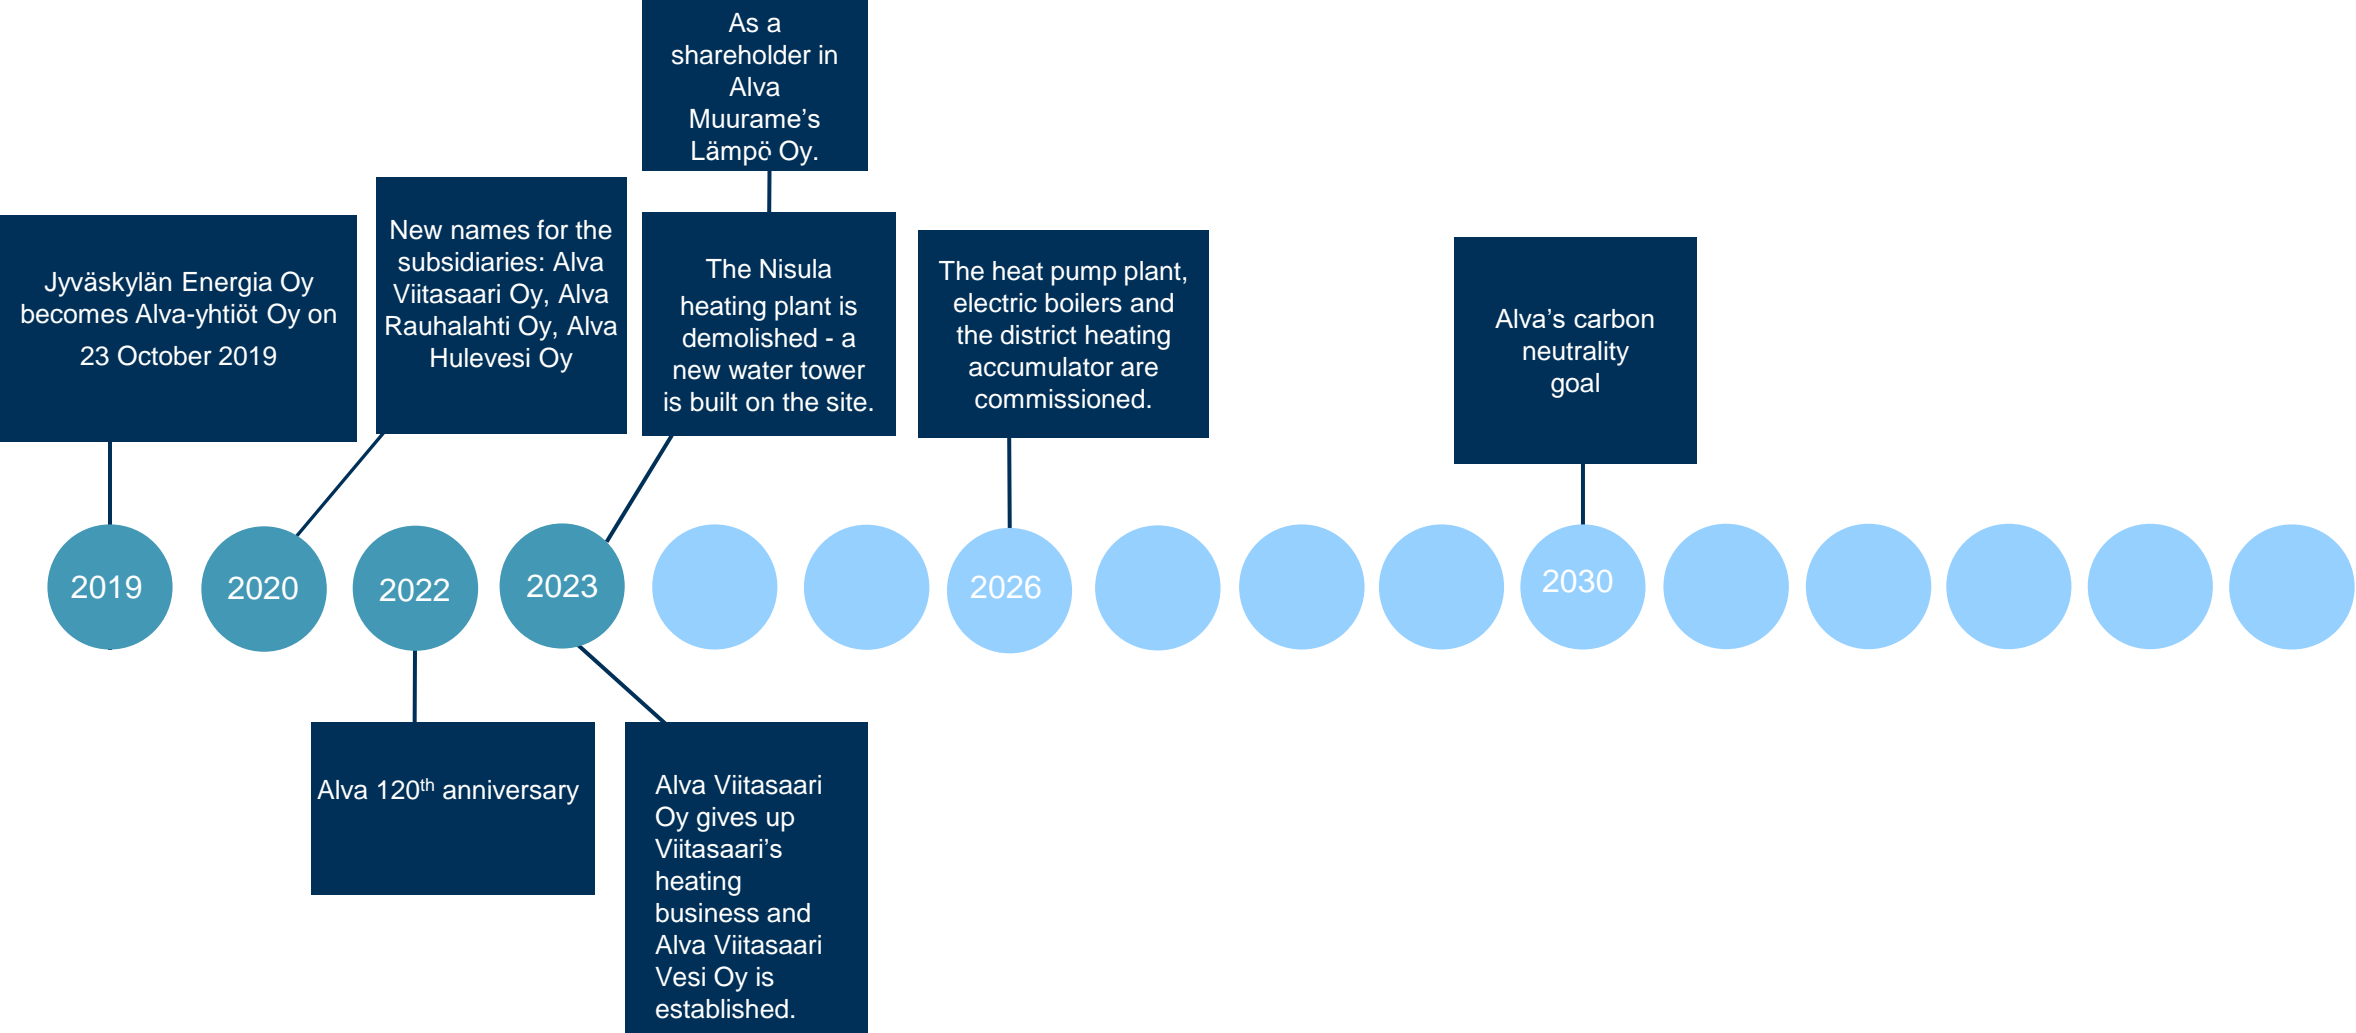 As a
shareholder in
Alva
Muurame’s
Lämpö Oy.
Jyväskylän Energia Oy
becomes Alva-yhtiöt Oy on
23 October 2019
New names for the
subsidiaries: Alva
Viitasaari Oy, Alva
Rauhalahti Oy, Alva
Hulevesi Oy
The Nisula
heating plant is
demolished - a
new water tower
is built on the site.
The heat pump plant,
electric boilers and
the district heating
accumulator are
commissioned.
Alva’s carbon
neutrality
goal
2019
2020
2022
2023
2026
2030
Alva 120th anniversary
Alva Viitasaari
Oy gives up
Viitasaari’s
heating
business and
Alva Viitasaari
Vesi Oy is
established.